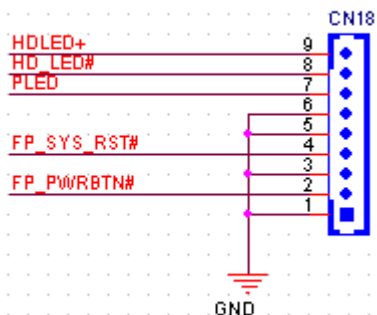 CN18
HDLED+ 9
HD_LED# 8
PLED 7
6
5
FP_SYS_RST# 4
3
FP_PWRBTN# 2
1
GND